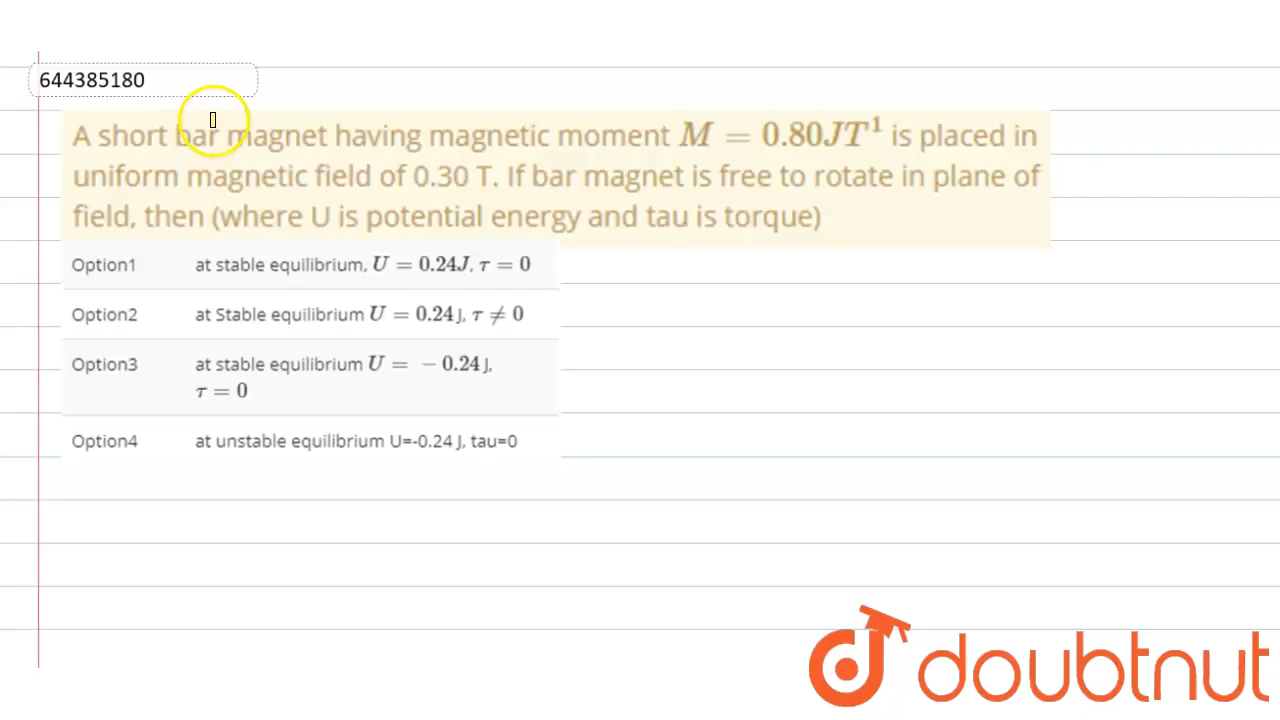 644385180
A short bar magnet having magnetic moment M = 0.80JT¹ is placed in
uniform magnetic field of 0.30 T. If bar magnet is free to rotate in plane of
field, then (where U is potential energy and tau is torque)
Option1 at stable equilibrium, U = 0.24J, τ = 0
Option2 at Stable equilibrium U = 0.24 J, τ ≠ 0
Option3 at stable equilibrium U = − 0.24 J,
τ = 0
Option4 at unstable equilibrium U=-0.24 J, tau=0
doubtnut